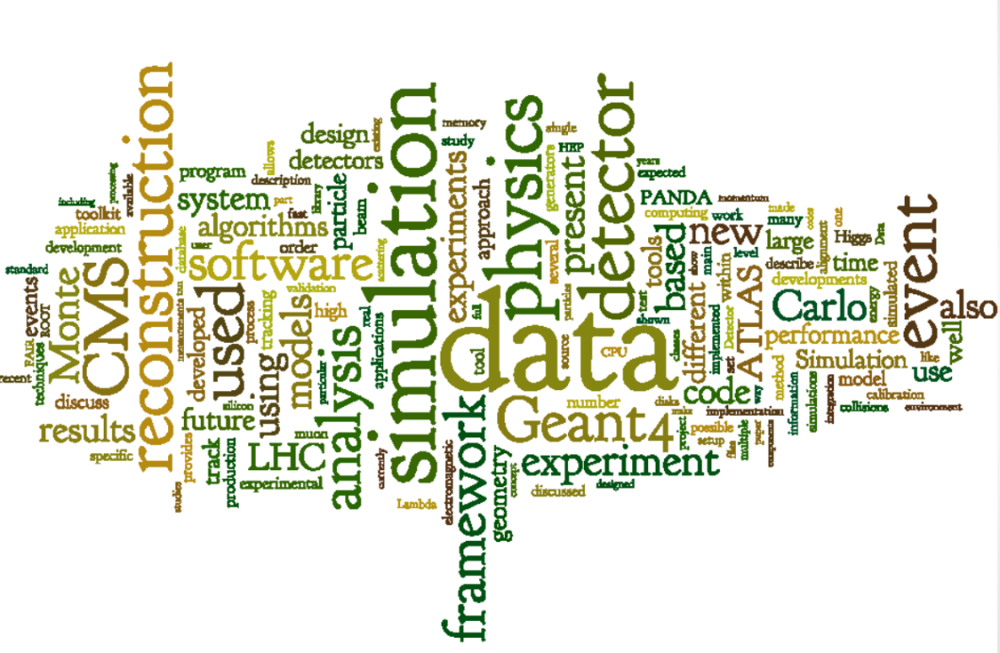 reconstruction
simulation
data
physics
detector
event
CMS
Monte
software
used
analysis
framework
Geant4
experiment
experiments
design
detectors
existing
memory
study
single
HEP
generators
present
approach
program
allows
description
system
part
fast
library
particle
beam
algorithms
user
order
database
including
processing
available
toolkit
application
development
standard
events
ROOT
FAIR
techniques
recent
discuss
results
specific
developed
process
tracking
validation
models
high
real
applications
particular
using
silicon
future
provides
track
production
studies
LHC
muon
experimental
currently
Lambda
electromagnetic
geometry
concept
discussed
designed
tool
full
several
particles
source
CPU
number
disks
years
expected
PANDA
momentum
computing
work
many
made
code
one
Data
new
tools
based
show
main
level
large
describe
argument
Higgs
time
developments
test
shown
different
implemented
Detector
within
set
ATLAS
way
classes
code
make
implementation
project
possible
setup
files
multiple
paper
components
Carlo
energy
simulated
performance
Simulation
method
information
simulations
integration
model
calibration
collisions
environment
like
use
well
also